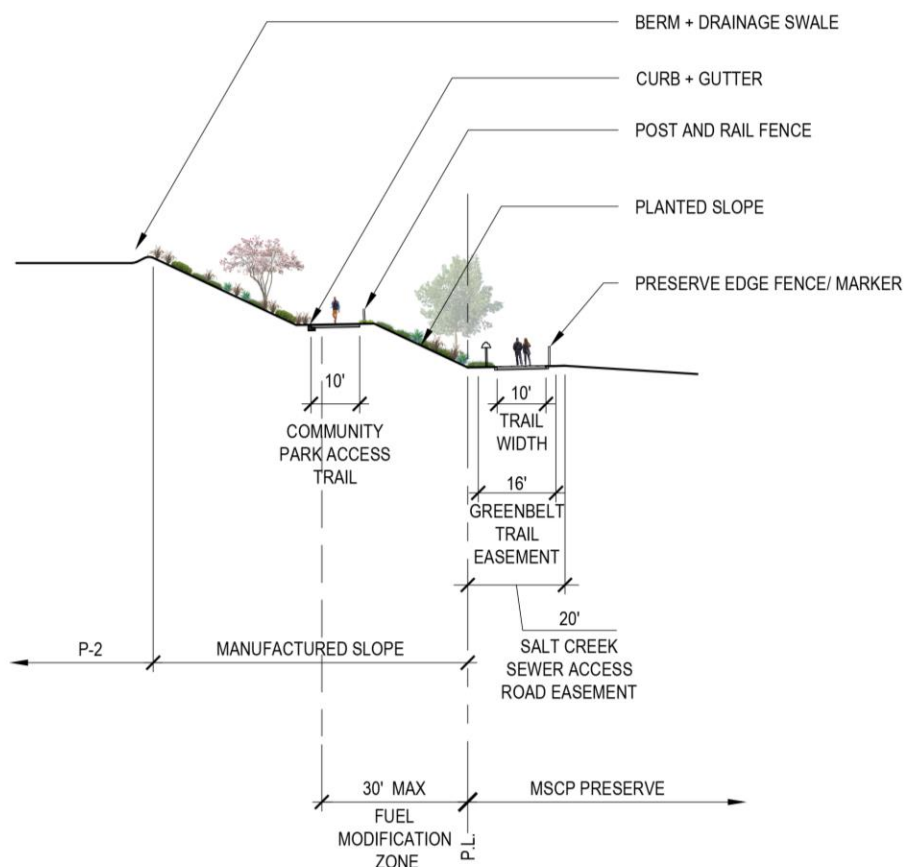 BERM + DRAINAGE SWALE
CURB + GUTTER
POST AND RAIL FENCE
PLANTED SLOPE
PRESERVE EDGE FENCE/ MARKER
10'
COMMUNITY
PARK ACCESS
TRAIL
10'
TRAIL
WIDTH
16'
GREENBELT
TRAIL
EASEMENT
20'
SALT CREEK
SEWER ACCESS
ROAD EASEMENT
P-2
MANUFACTURED SLOPE
30' MAX
FUEL
MODIFICATION
ZONE
P.L.
MSCP PRESERVE